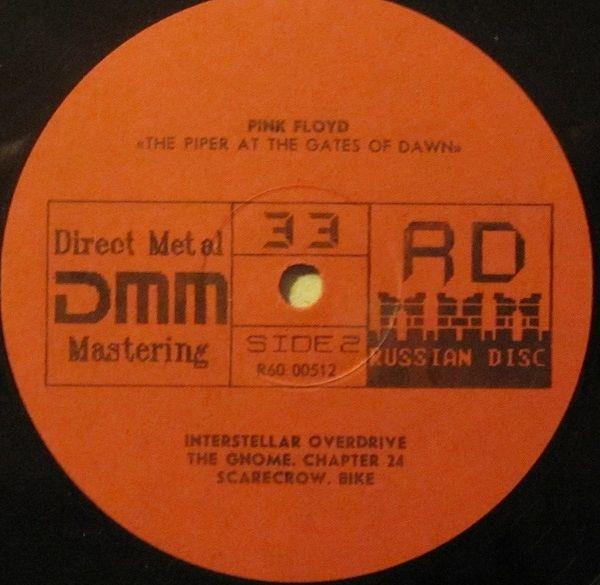 PINK FLOYD
«THE PIPER AT THE GATES OF DAWN»
Direct Metal
DMM
Mastering
33
SIDE 2
R60 00512
RD
RUSSIAN DISC
INTERSTELLAR OVERDRIVE
THE GNOME. CHAPTER 24
SCARECROW. BIKE